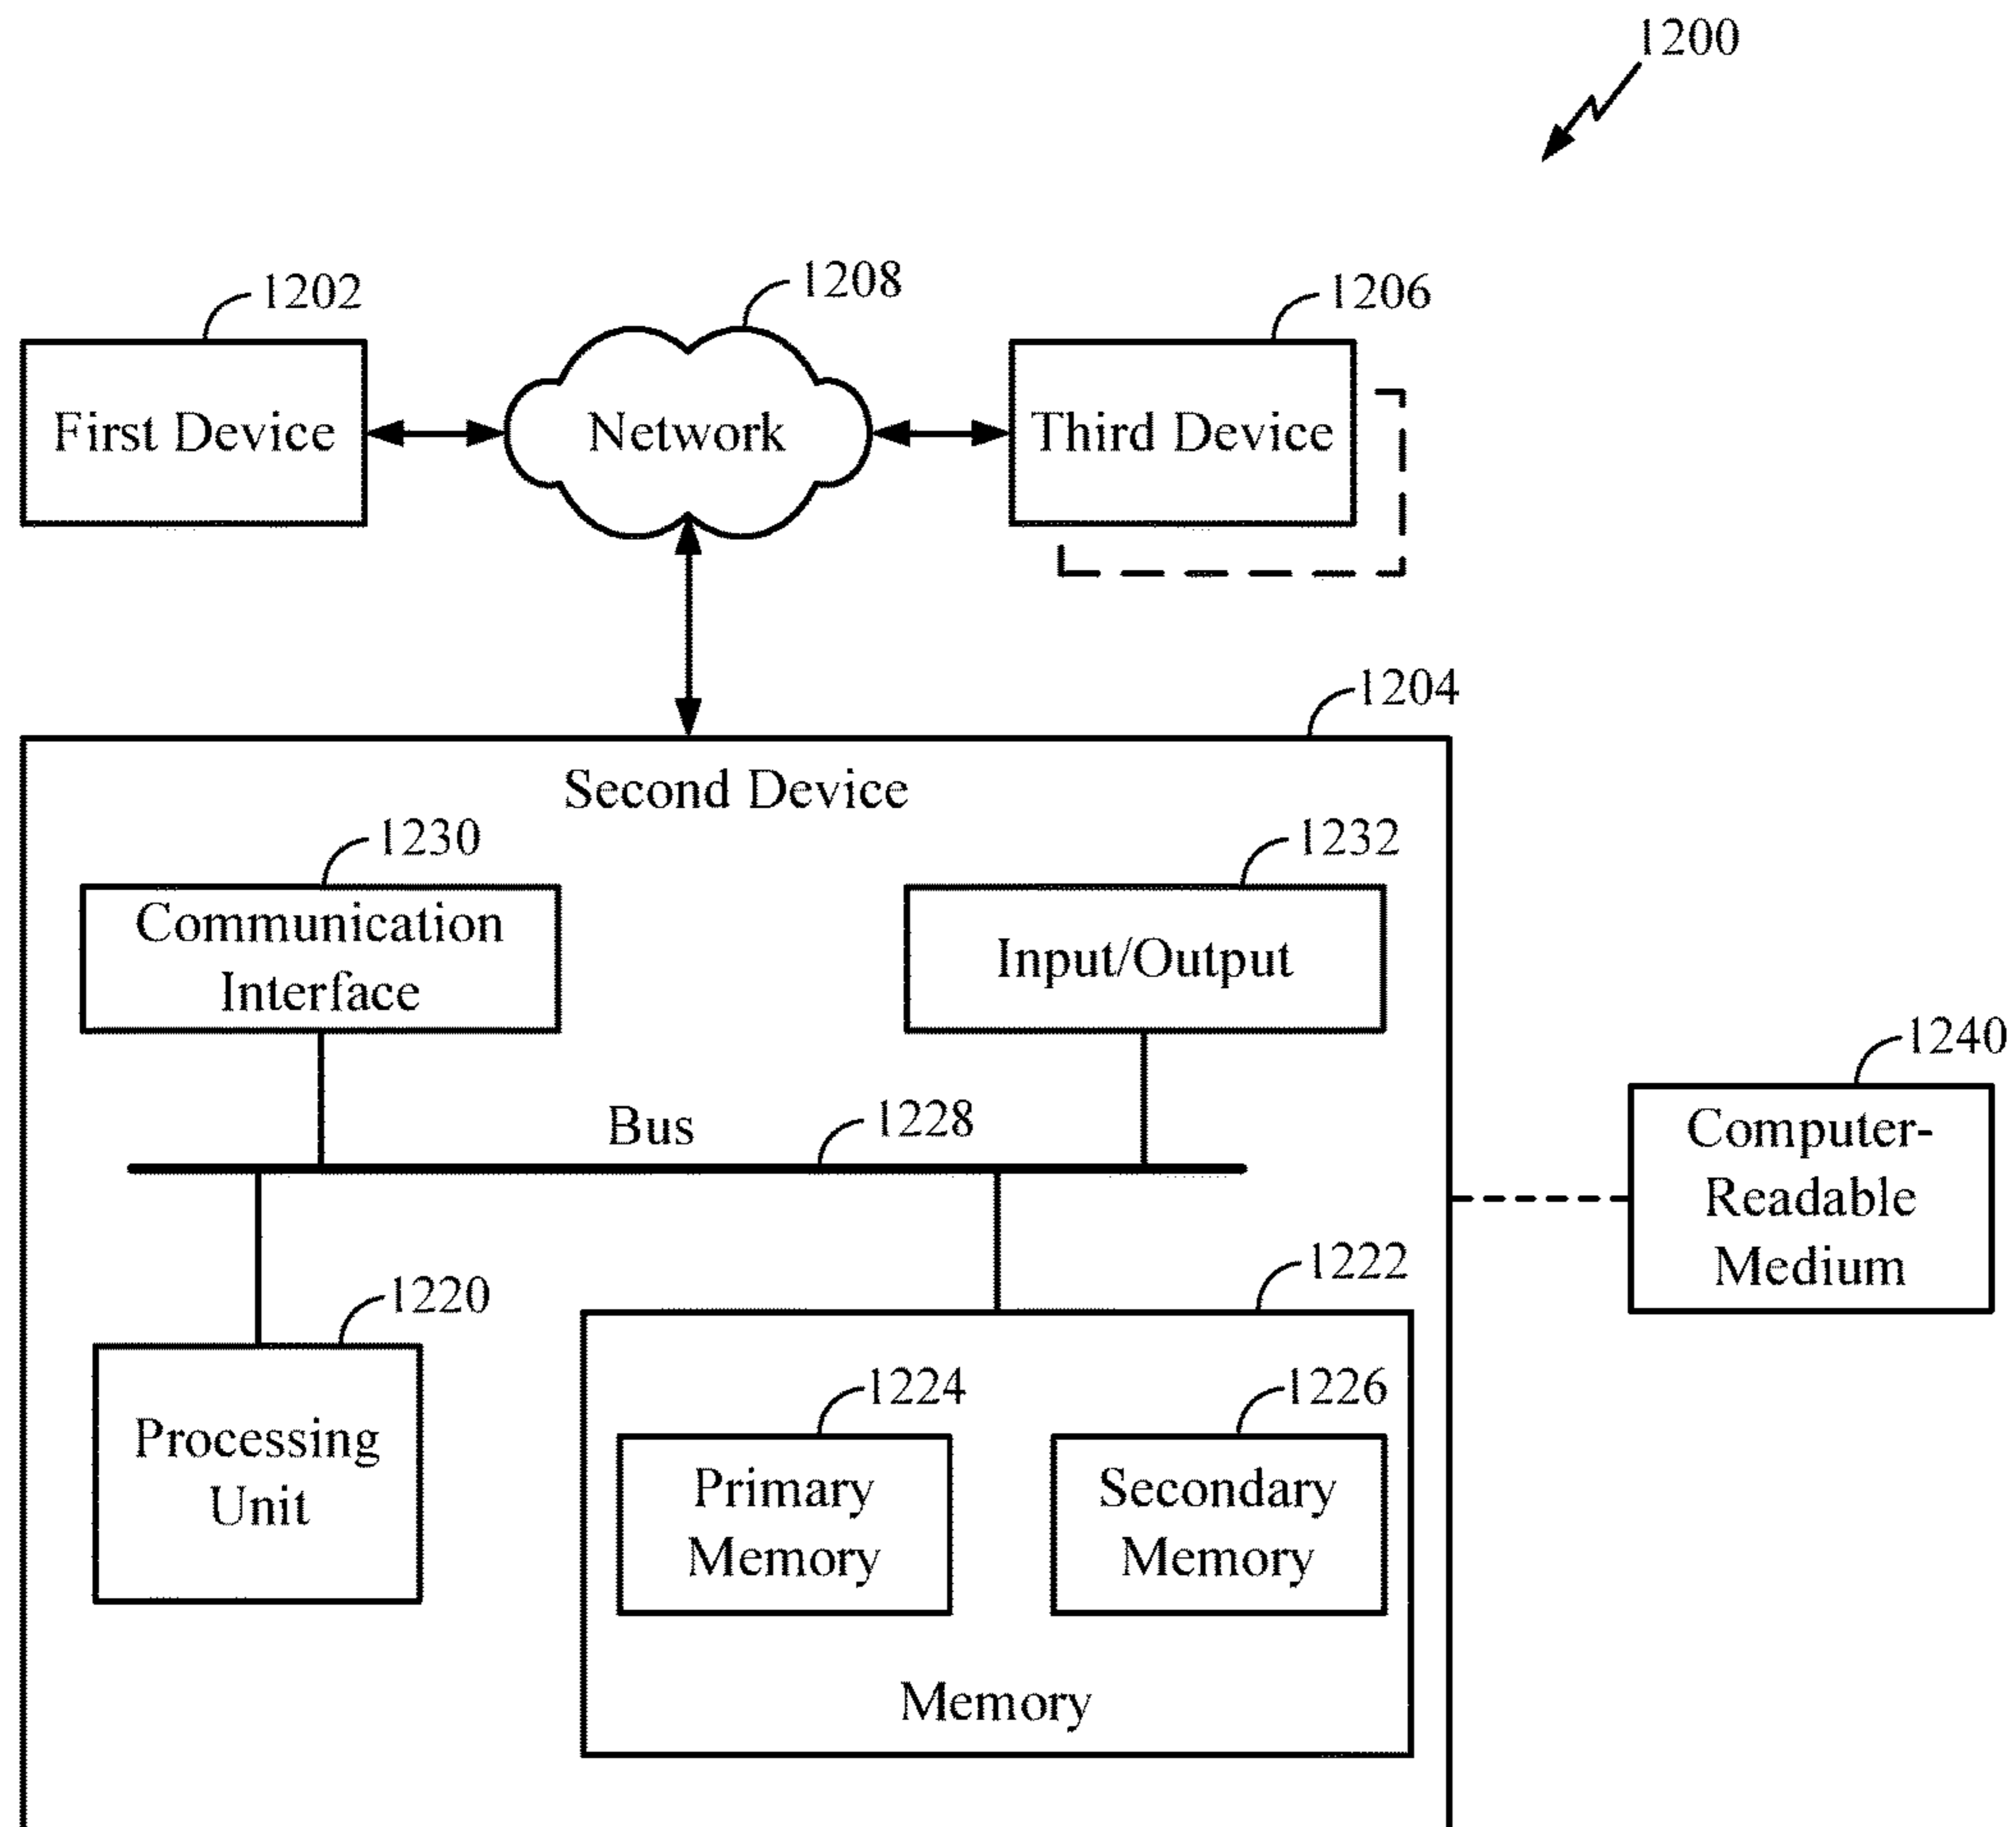 1200
1202
1208
1206
First Device
Network
Third Device
1204
Second Device
1230
1232
Communication
Interface
Input/Output
1240
Computer-
Readable
Medium
Bus
1228
1220
1222
Processing
Unit
1224
1226
Primary
Memory
Secondary
Memory
Memory